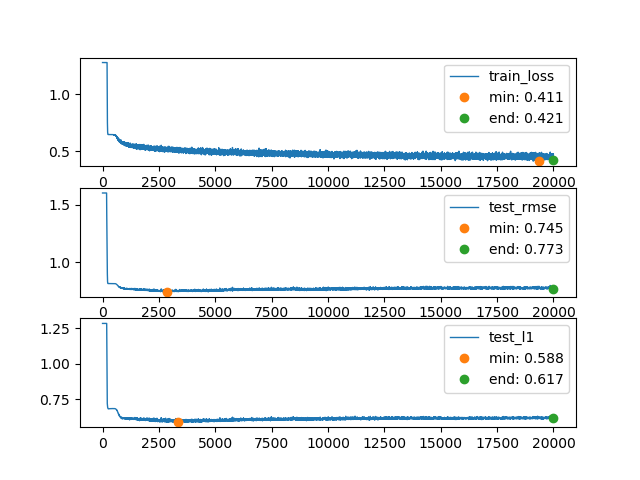 train_loss
min: 0.411
end: 0.421
1.0
0.5
0 2500 5000 7500 10000 12500 15000 17500 20000
test_rmse
min: 0.745
end: 0.773
1.5
1.0
0 2500 5000 7500 10000 12500 15000 17500 20000
test_l1
min: 0.588
end: 0.617
1.25
1.00
0.75
0 2500 5000 7500 10000 12500 15000 17500 20000